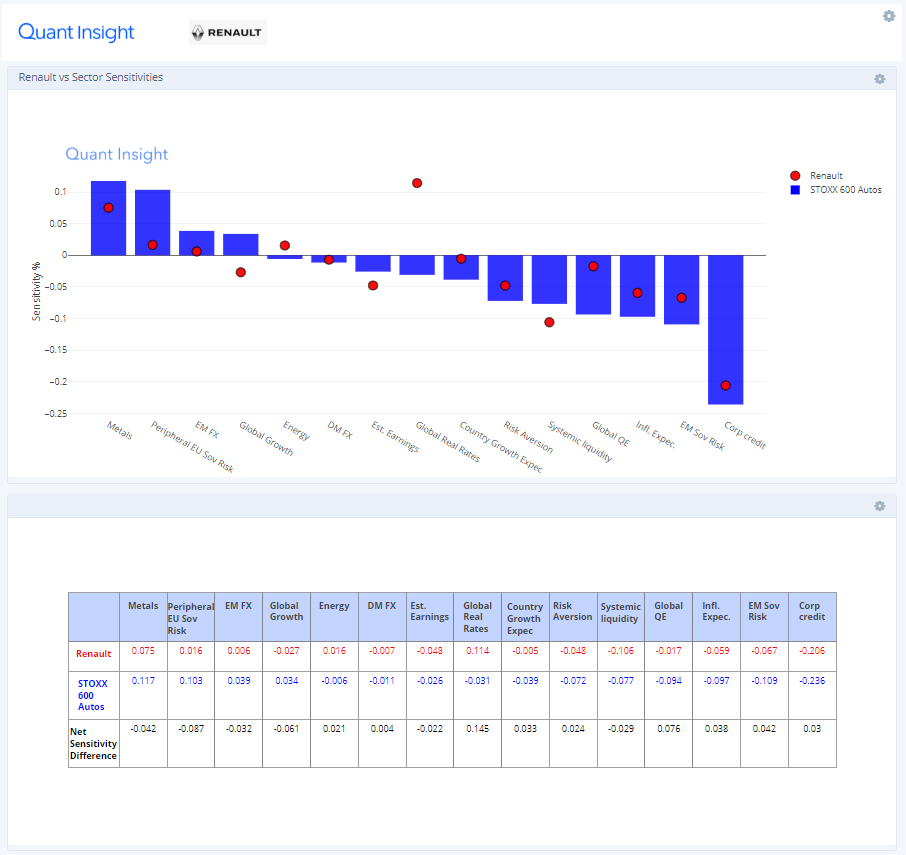 Quant Insight
RENAULT
Renault vs Sector Sensitivities
Quant Insight
Renault
STOXX 600 Autos
Sensitivity %
0.1
0.05
0
−0.05
−0.1
−0.15
−0.2
−0.25
Metals
Peripheral EU Sov Risk
EM FX
Global Growth
Energy
DM FX
Est. Earnings
Global Real Rates
Country Growth Expec
Risk Aversion
Systemic liquidity
Global QE
Infl. Expec.
EM Sov Risk
Corp credit
Metals
Peripheral
EU Sov
Risk
EM FX
Global
Growth
Energy
DM FX
Est.
Earnings
Global
Real
Rates
Country
Growth
Expec
Risk
Aversion
Systemic
liquidity
Global
QE
Infl.
Expec.
EM Sov
Risk
Corp
credit
Renault 0.075 0.016 0.006 -0.027 0.016 -0.007 -0.048 0.114 -0.005 -0.048 -0.106 -0.017 -0.059 -0.067 -0.206
STOXX 0.117 0.103 0.039 0.034 -0.006 -0.011 -0.026 -0.031 -0.039 -0.072 -0.077 -0.094 -0.097 -0.109 -0.236
600
Autos
Net -0.042 -0.087 -0.032 -0.061 0.021 0.004 -0.022 0.145 0.033 0.024 -0.029 0.076 0.038 0.042 0.03
Sensitivity
Difference